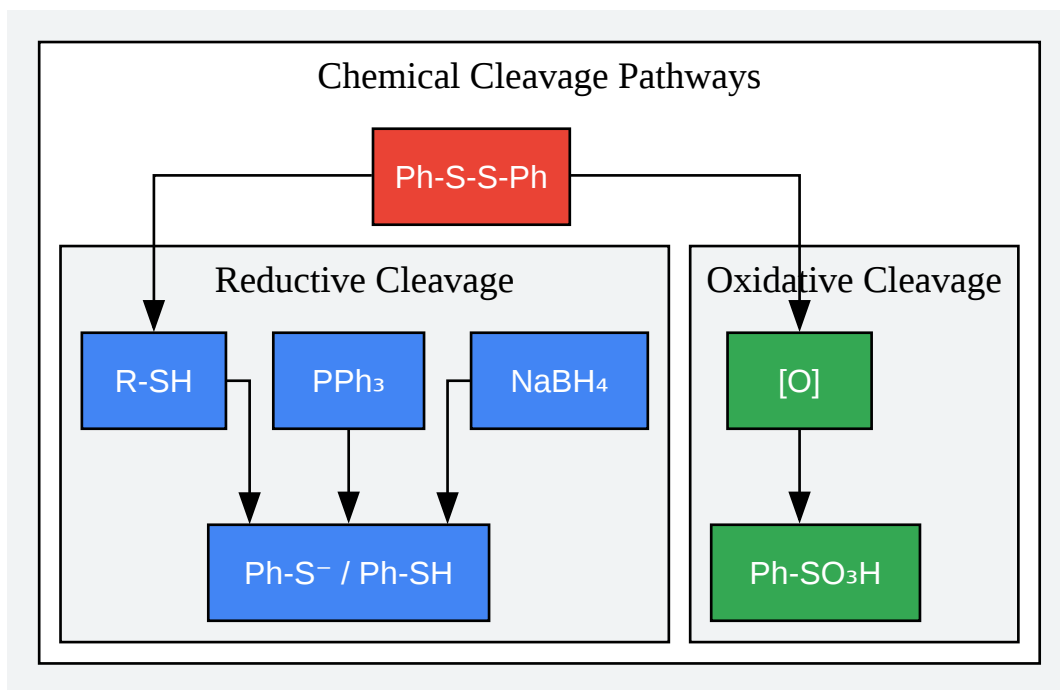 Chemical Cleavage Pathways
Ph-S-S-Ph
Reductive Cleavage
Oxidative Cleavage
R-SH
PPh₃
NaBH₄
[O]
Ph-S⁻ / Ph-SH
Ph-SO₃H